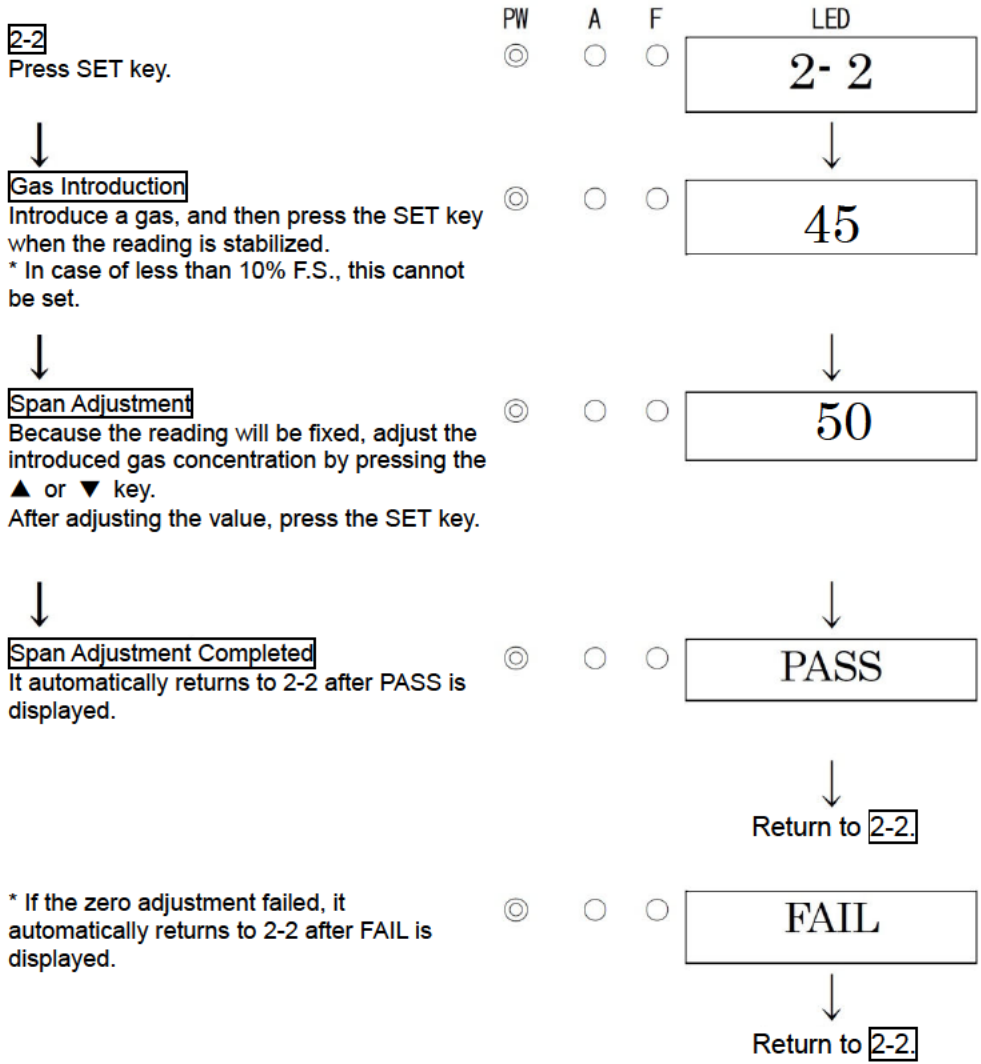 PW A F LED
2-2
Press SET key.
2- 2
Gas Introduction
Introduce a gas, and then press the SET key
when the reading is stabilized.
* In case of less than 10% F.S., this cannot
be set.
45
Span Adjustment
Because the reading will be fixed, adjust the
introduced gas concentration by pressing the
▲ or ▼ key.
After adjusting the value, press the SET key.
50
Span Adjustment Completed
It automatically returns to 2-2 after PASS is
displayed.
PASS
Return to 2-2.
* If the zero adjustment failed, it
automatically returns to 2-2 after FAIL is
displayed.
FAIL
Return to 2-2.